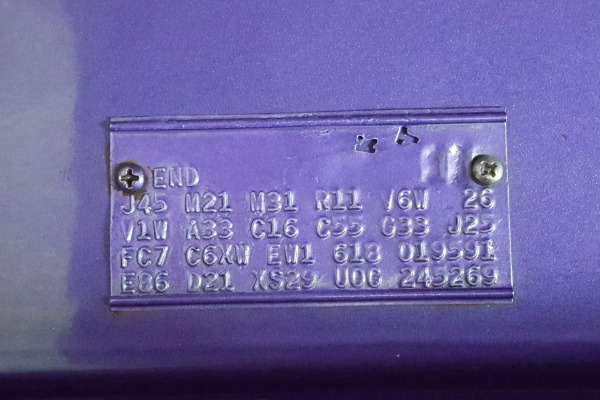 END
J45 M21 M31 R11 V6W 26
V1W A33 C16 C55 G33 J25
FC7 C6XW EW1 618 019591
E86 D21 XS29 U0G 245269